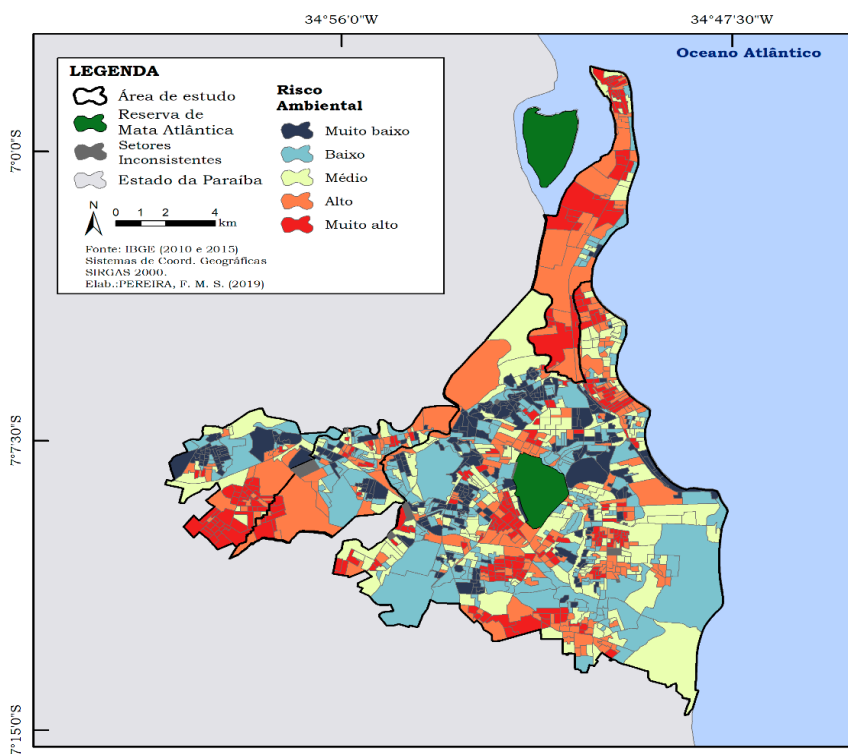 34°56'0"W
34°47'30"W
Oceano Atlântico
LEGENDA
Área de estudo
Reserva de
Mata Atlântica
Setores
Inconsistentes
Estado da Paraíba
N
0 1 2 4
km
Fonte: IBGE (2010 e 2015)
Sistemas de Coord. Geográficas
SIRGAS 2000.
Elab.:PEREIRA, F. M. S. (2019)
Risco
Ambiental
Muito baixo
Baixo
Médio
Alto
Muito alto
7°0'0"S
7°7'30"S
7°15'0"S